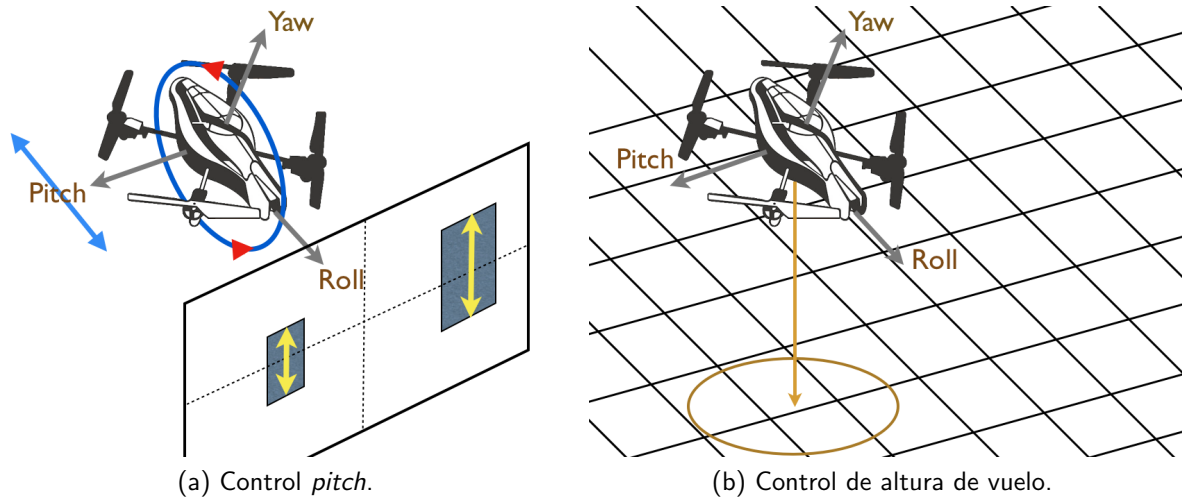 Yaw
Pitch
Roll
(a) Control pitch.
Yaw
Pitch
Roll
(b) Control de altura de vuelo.